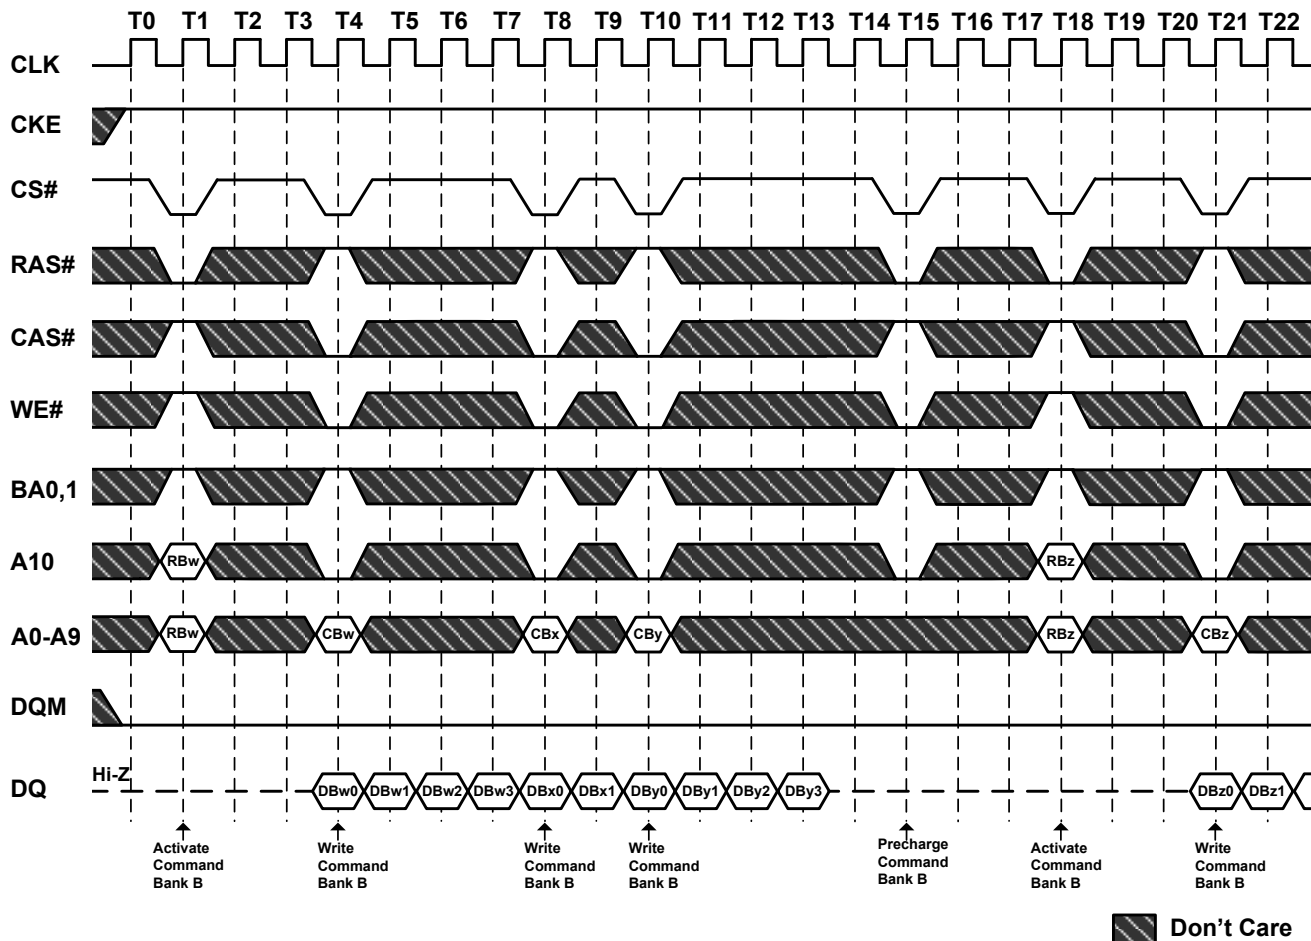 T0 T1 T2 T3 T4 T5 T6 T7 T8 T9 T10 T11 T12 T13 T14 T15 T16 T17 T18 T19 T20 T21 T22
CLK
CKE
CS#
RAS#
CAS#
WE#
BA0,1
A10 RBw RBz
A0-A9 RBw CBw CBx CBy RBz CBz
DQM
Hi-Z
DQ DBw0 DBw1 DBw2 DBw3 DBx0 DBx1 DBy0 DBy1 DBy2 DBy3 DBz0 DBz1
Activate
Command
Bank B
Write
Command
Bank B
Write
Command
Bank B
Write
Command
Bank B
Precharge
Command
Bank B
Activate
Command
Bank B
Write
Command
Bank B
Don't Care